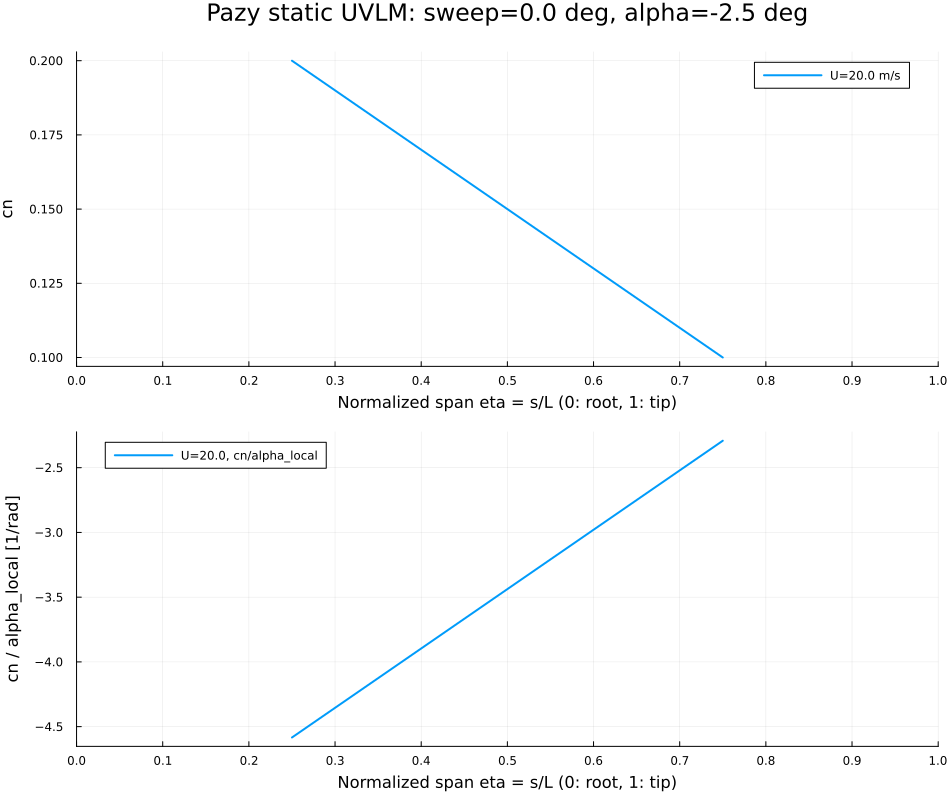 Pazy static UVLM: sweep=0.0 deg, alpha=-2.5 deg
cn
0.200
0.175
0.150
0.125
0.100
U=20.0 m/s
0.0 0.1 0.2 0.3 0.4 0.5 0.6 0.7 0.8 0.9 1.0
Normalized span eta = s/L (0: root, 1: tip)
cn / alpha_local [1/rad]
−2.5
−3.0
−3.5
−4.0
−4.5
U=20.0, cn/alpha_local
0.0 0.1 0.2 0.3 0.4 0.5 0.6 0.7 0.8 0.9 1.0
Normalized span eta = s/L (0: root, 1: tip)